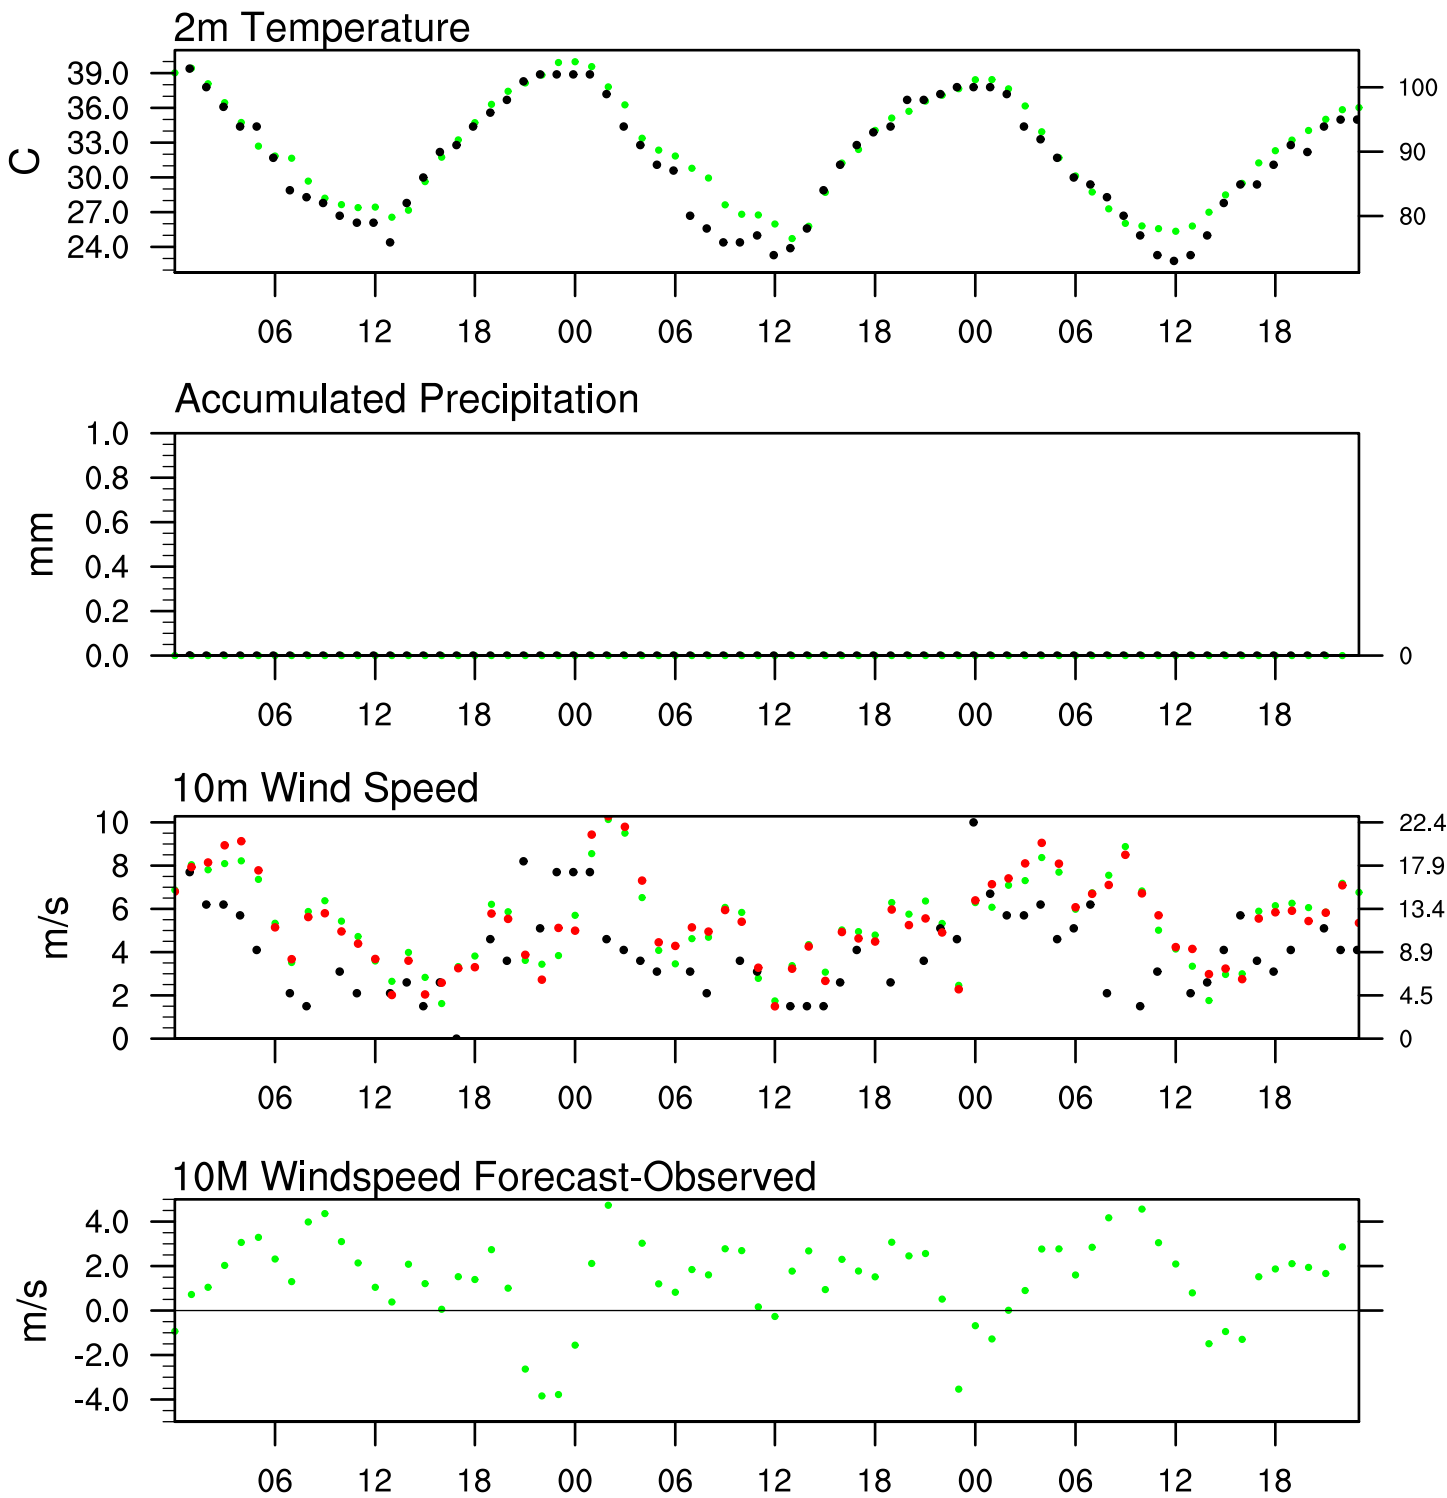 2m Temperature
C
39.0
36.0
33.0
30.0
27.0
24.0
100
90
80
06 12 18 00 06 12 18 00 06 12 18
Accumulated Precipitation
mm
1.0
0.8
0.6
0.4
0.2
0.0
0
06 12 18 00 06 12 18 00 06 12 18
10m Wind Speed
m/s
10
8
6
4
2
0
22.4
17.9
13.4
8.9
4.5
0
06 12 18 00 06 12 18 00 06 12 18
10M Windspeed Forecast-Observed
m/s
4.0
2.0
0.0
-2.0
-4.0
06 12 18 00 06 12 18 00 06 12 18